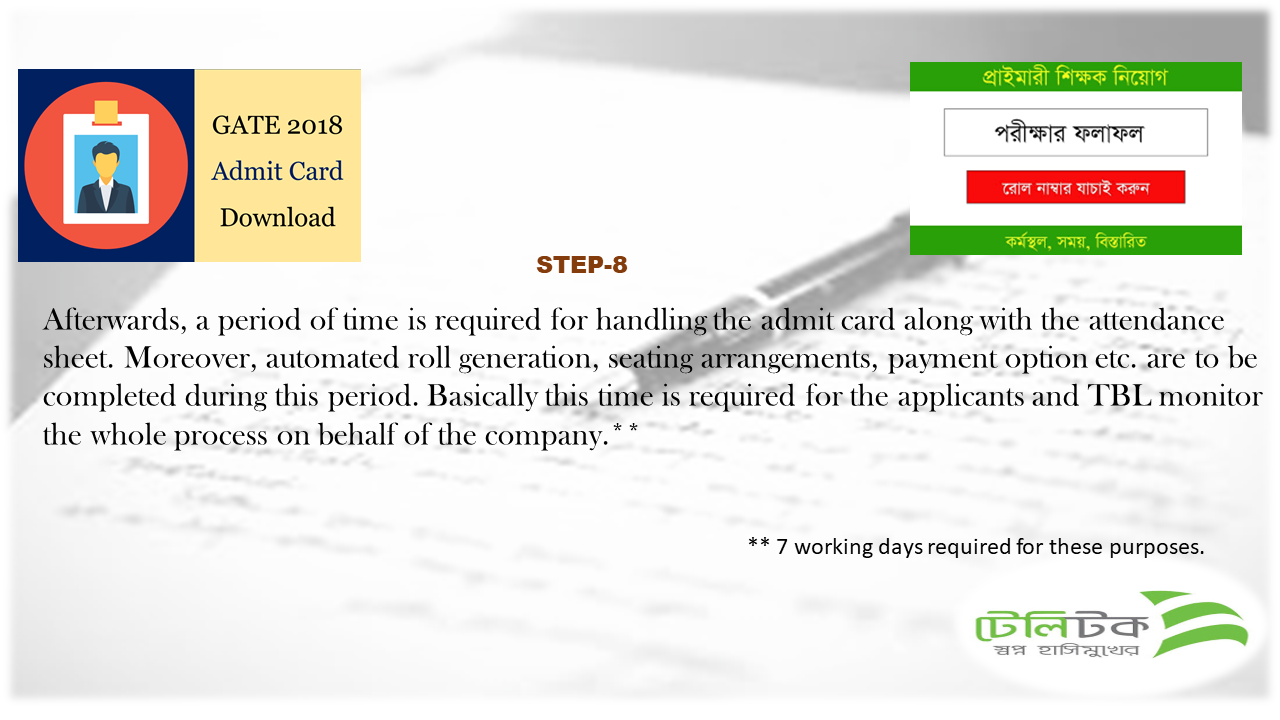 GATE 2018
Admit Card
Download
প্রাইমারী শিক্ষক নিয়োগ
পরীক্ষার ফলাফল
রোল নাম্বার যাচাই করুন
কর্মস্থল, সময়, বিস্তারিত
STEP-8
Afterwards, a period of time is required for handling the admit card along with the attendance
sheet. Moreover, automated roll generation, seating arrangements, payment option etc. are to be
completed during this period. Basically this time is required for the applicants and TBL monitor
the whole process on behalf of the company.**
** 7 working days required for these purposes.
টেলিটক
স্বপ্ন হাসিমুখের